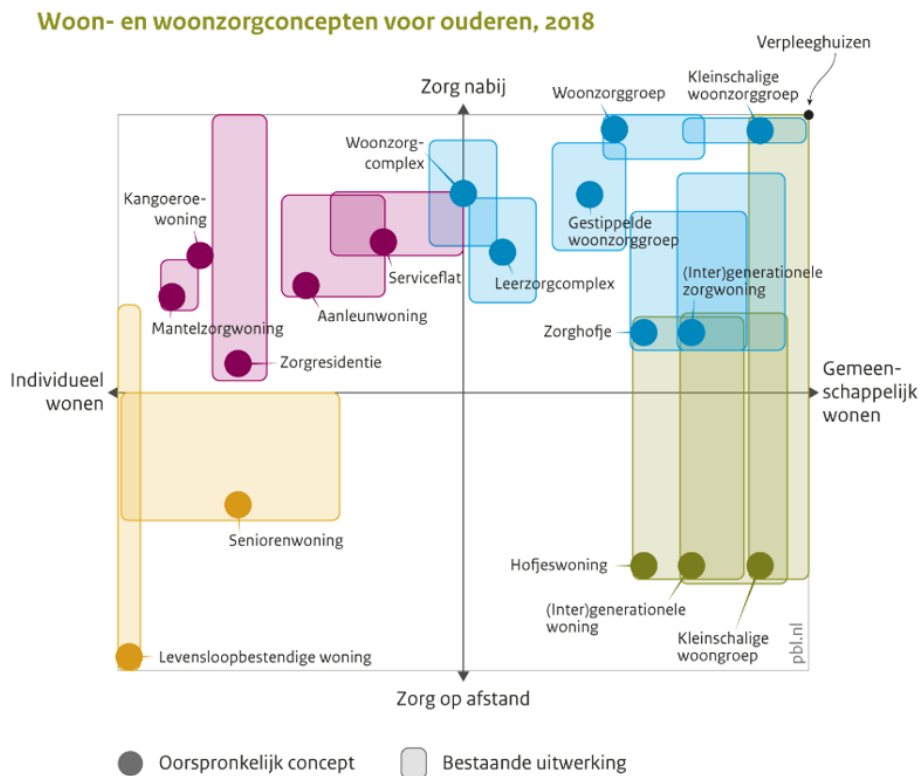 Woon- en woonzorgconcepten voor ouderen, 2018
Verpleeghuizen
Zorg nabij
Woonzorggroep
Kleinschalige
woonzorggroep
Woonzorg-
complex
Kangoeroe-
woning
Gestippelde
woonzorggroep
Serviceflat
Leerzorgcomplex
(Inter)generationele
zorgwoning
Mantelzorgwoning
Aanleunwoning
Zorghofje
Zorgresidentie
Individueel
wonen
Gemeen-
schappelijk
wonen
Seniorenwoning
Hofjeswoning
(Inter)generationele
woning
Kleinschalige
woongroep
Levensloopbestendige woning
pbl.nl
Zorg op afstand
Oorspronkelijk concept
Bestaande uitwerking